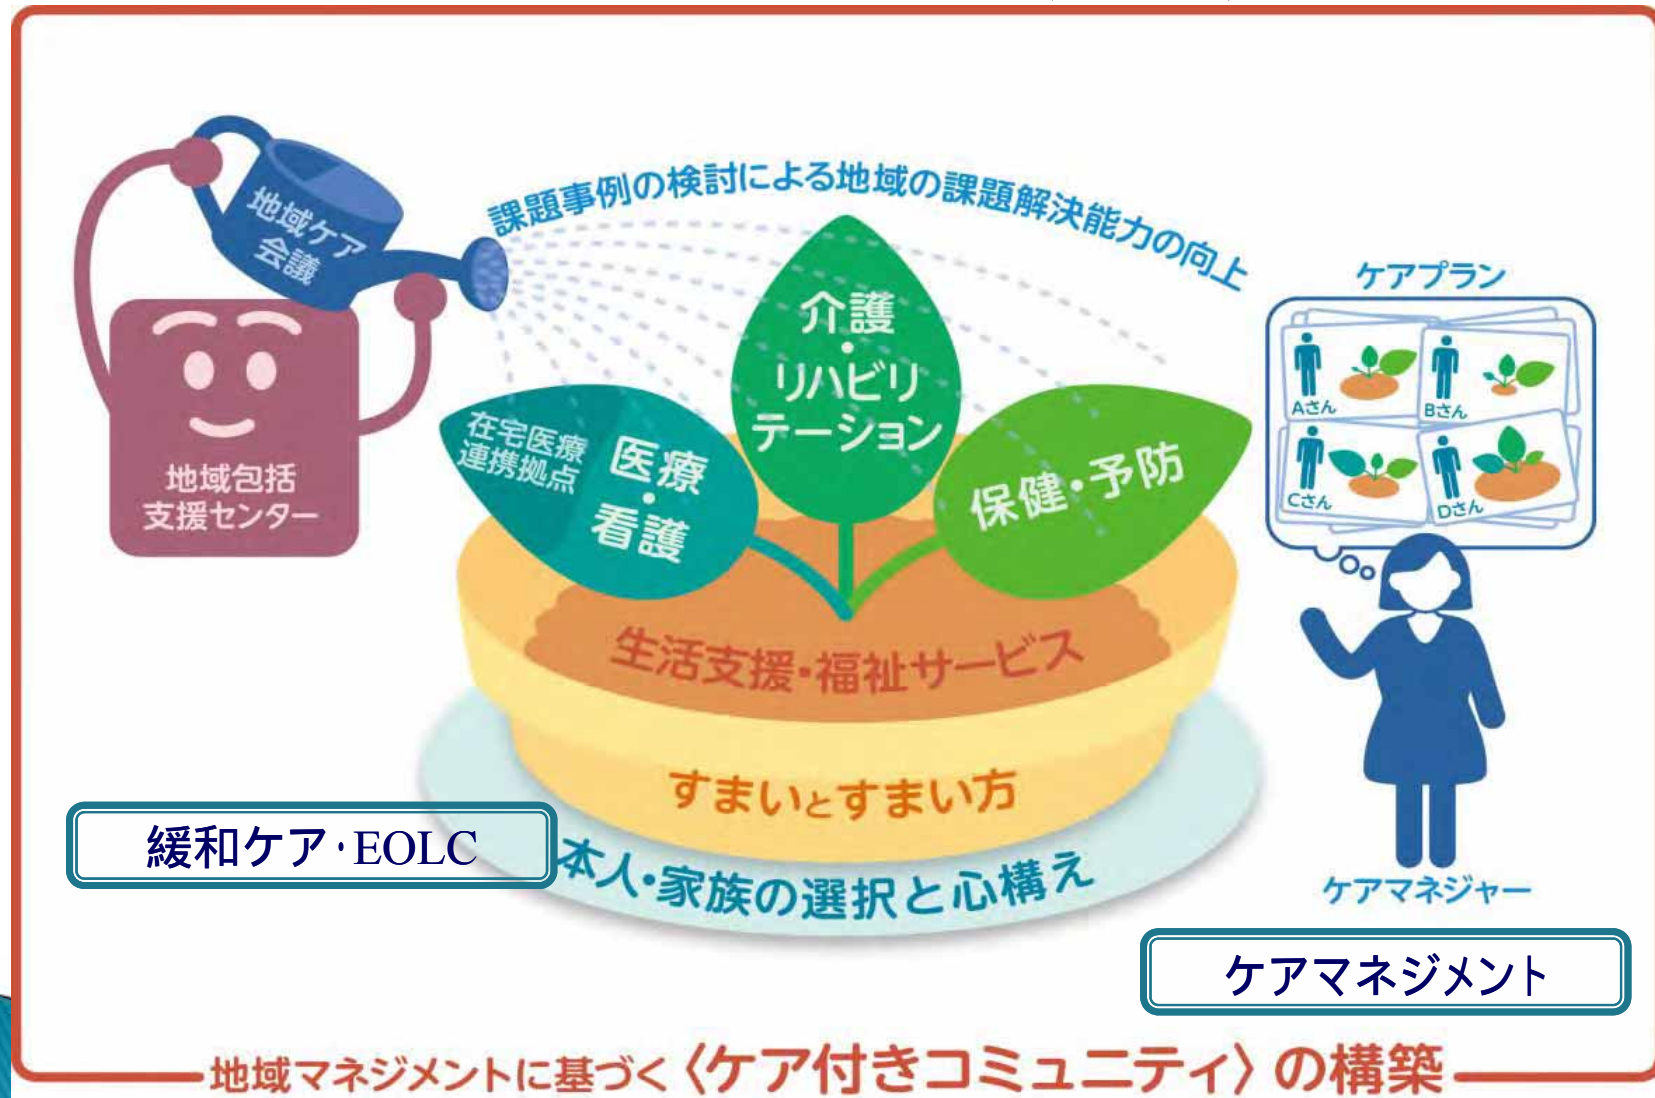 地域ケア
会議
課題事例の検討による地域の課題解決能力の向上
地域包括
支援センター
在宅医療
連携拠点
医療
・
看護
介護
・
リハビリ
テーション
保健・予防
ケアプラン
Aさん
Bさん
Cさん
Dさん
生活支援・福祉サービス
すまいとすまい方
本人・家族の選択と心構え
緩和ケア・EOLC
ケアマネジャー
ケアマネジメント
地域マネジメントに基づく〈ケア付きコミュニティ〉の構築